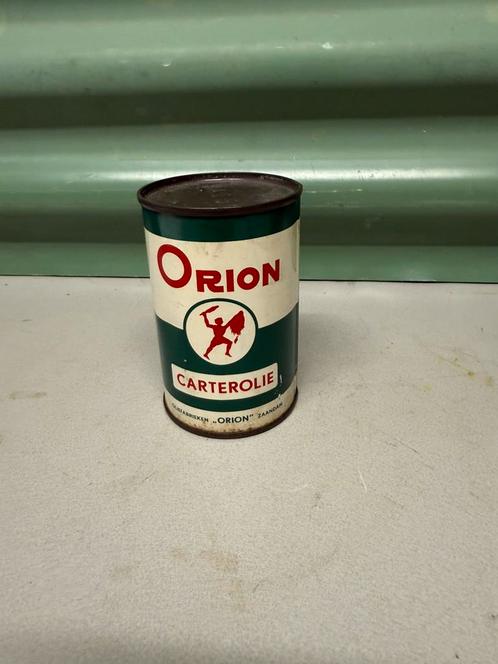 ORION
CARTEROLIE
OLIEFABRIEKEN „ORION” ZAANDAM